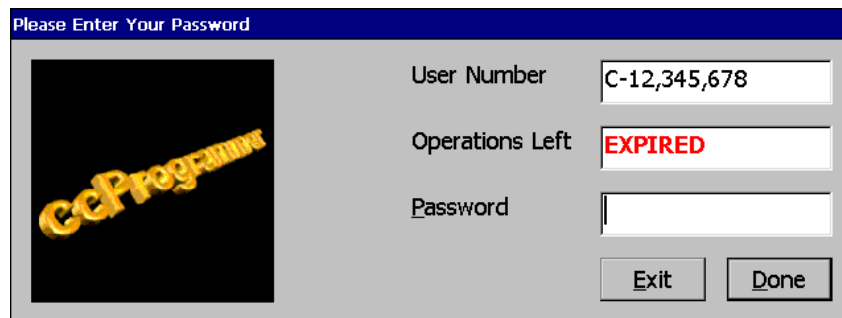 Please Enter Your Password
CCProgrammer
User Number C-12,345,678
Operations Left EXPIRED
Password
Exit Done